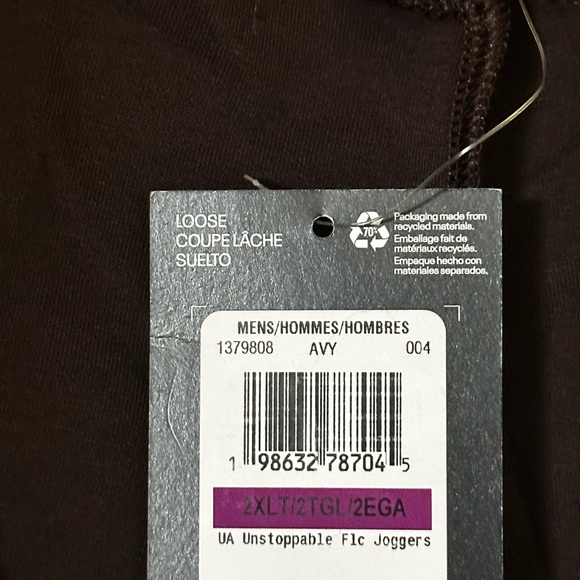 LOOSE
COUPE LÂCHE
SUELTO
70%
Packaging made from
recycled materials.
Emballage fait de
matériaux recyclés.
Empaque hecho con
materiales separados.
MENS/HOMMES/HOMBRES
1379808 AVY 004
1 98632 78704 5
2XLT/2TGL/2EGA
UA Unstoppable Flc Joggers